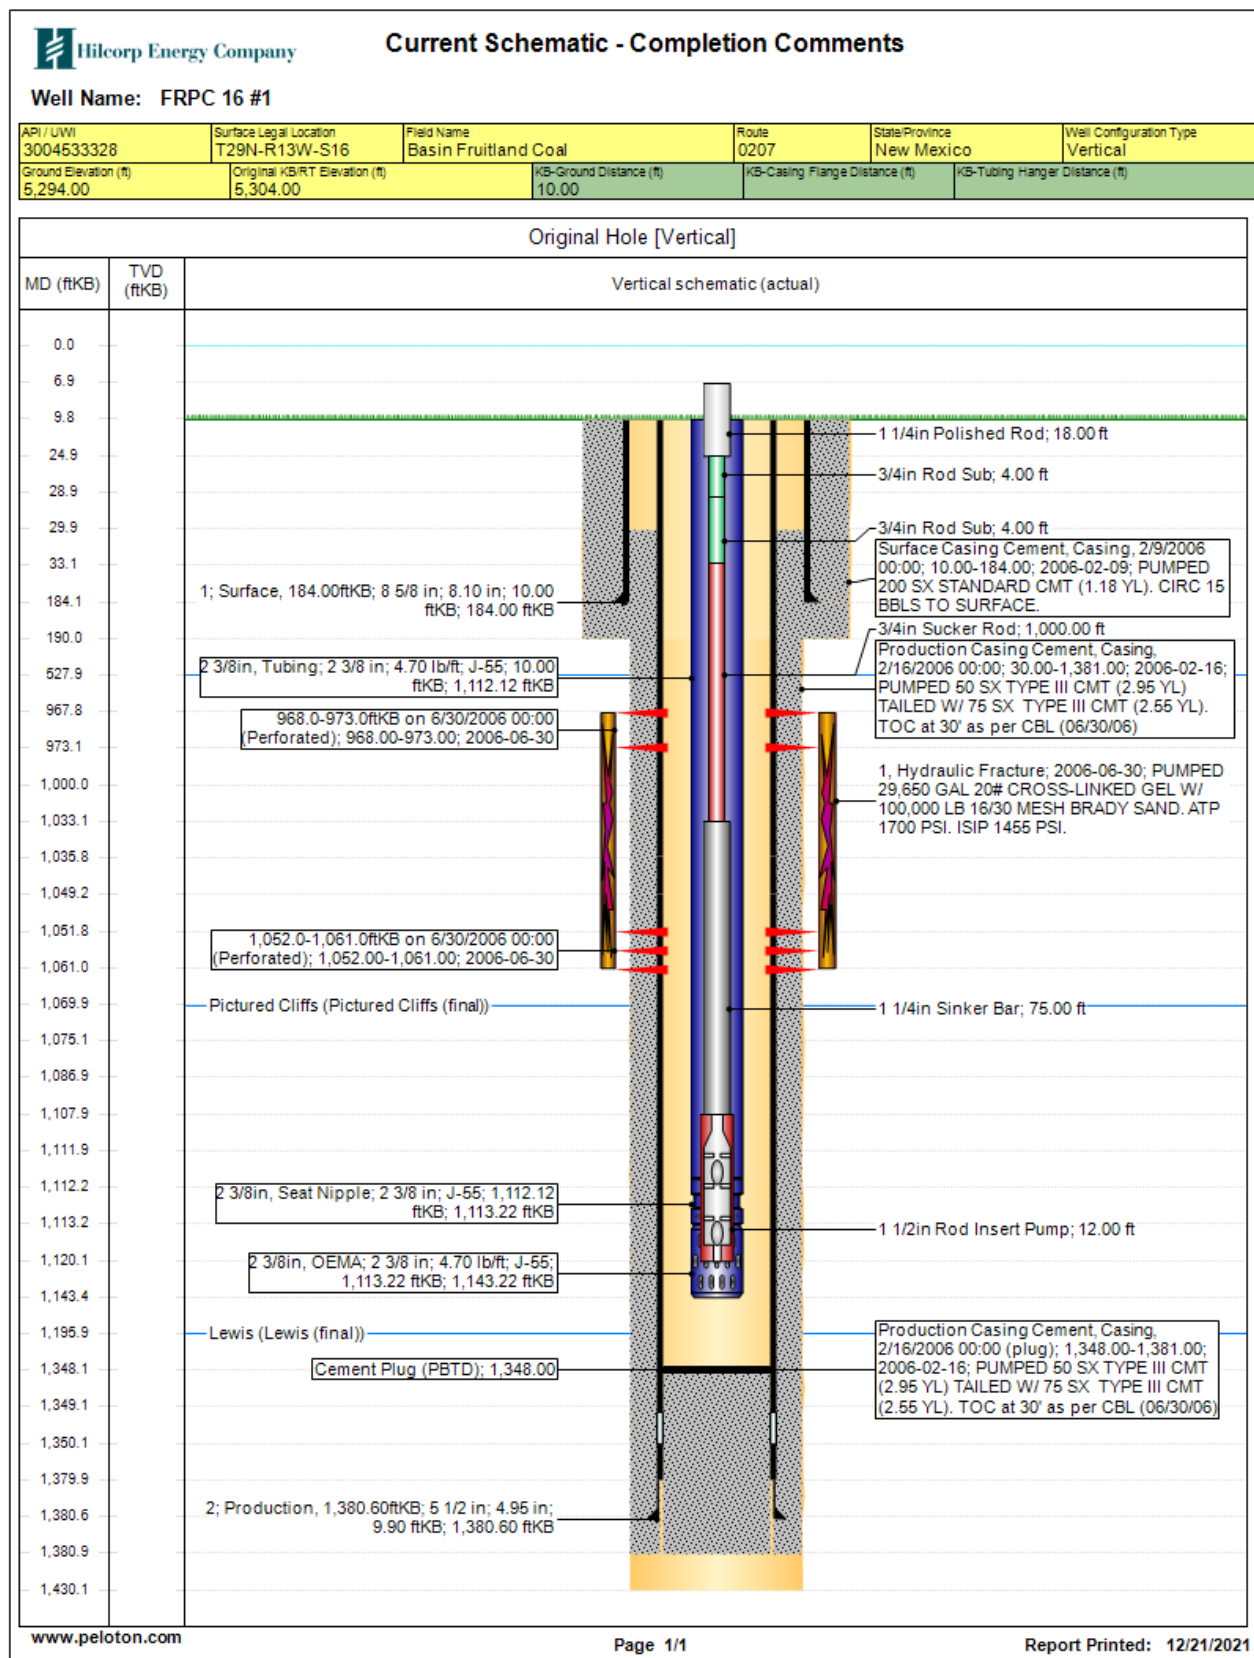 Hilcorp Energy Company
Current Schematic - Completion Comments
Well Name: FRPC 16 #1
API / UWI
3004533328
Surface Legal Location
T29N-R13W-S16
Field Name
Basin Fruitland Coal
Route
0207
State/Province
New Mexico
Well Configuration Type
Vertical
Ground Elevation (ft)
5,294.00
Original KB/RT Elevation (ft)
5,304.00
KB-Ground Distance (ft)
10.00
KB-Casing Flange Distance (ft)
KB-Tubing Hanger Distance (ft)
Original Hole [Vertical]
MD (ftKB)
TVD
(ftKB)
Vertical schematic (actual)
0.0
6.9
9.8
24.9
28.9
29.9
33.1
184.1
190.0
527.9
967.8
973.1
1,000.0
1,033.1
1,035.8
1,049.2
1,051.8
1,061.0
1,069.9
1,075.1
1,086.9
1,107.9
1,111.9
1,112.2
1,113.2
1,120.1
1,143.4
1,195.9
1,348.1
1,349.1
1,350.1
1,379.9
1,380.6
1,380.9
1,430.1
1; Surface, 184.00ftKB; 8 5/8 in; 8.10 in; 10.00
ftKB; 184.00 ftKB
2 3/8in, Tubing; 2 3/8 in; 4.70 lb/ft; J-55; 10.00
ftKB; 1,112.12 ftKB
968.0-973.0ftKB on 6/30/2006 00:00
(Perforated); 968.00-973.00; 2006-06-30
1,052.0-1,061.0ftKB on 6/30/2006 00:00
(Perforated); 1,052.00-1,061.00; 2006-06-30
Pictured Cliffs (Pictured Cliffs (final))
2 3/8in, Seat Nipple; 2 3/8 in; J-55; 1,112.12
ftKB; 1,113.22 ftKB
2 3/8in, OEMA; 2 3/8 in; 4.70 lb/ft; J-55;
1,113.22 ftKB; 1,143.22 ftKB
Lewis (Lewis (final))
Cement Plug (PBTD); 1,348.00
2; Production, 1,380.60ftKB; 5 1/2 in; 4.95 in;
9.90 ftKB; 1,380.60 ftKB
1 1/4in Polished Rod; 18.00 ft
3/4in Rod Sub; 4.00 ft
3/4in Rod Sub; 4.00 ft
Surface Casing Cement, Casing, 2/9/2006
00:00; 10.00-184.00; 2006-02-09; PUMPED
200 SX STANDARD CMT (1.18 YL). CIRC 15
BBLS TO SURFACE.
3/4in Sucker Rod; 1,000.00 ft
Production Casing Cement, Casing,
2/16/2006 00:00; 30.00-1,381.00; 2006-02-16;
PUMPED 50 SX TYPE III CMT (2.95 YL)
TAILED W/ 75 SX TYPE III CMT (2.55 YL).
TOC at 30' as per CBL (06/30/06)
1, Hydraulic Fracture; 2006-06-30; PUMPED
29,650 GAL 20# CROSS-LINKED GEL W/
100,000 LB 16/30 MESH BRADY SAND. ATP
1700 PSI. ISIP 1455 PSI.
1 1/4in Sinker Bar; 75.00 ft
1 1/2in Rod Insert Pump; 12.00 ft
Production Casing Cement, Casing,
2/16/2006 00:00 (plug); 1,348.00-1,381.00;
2006-02-16; PUMPED 50 SX TYPE III CMT
(2.95 YL) TAILED W/ 75 SX TYPE III CMT
(2.55 YL). TOC at 30' as per CBL (06/30/06)
www.peloton.com
Page 1/1
Report Printed: 12/21/2021